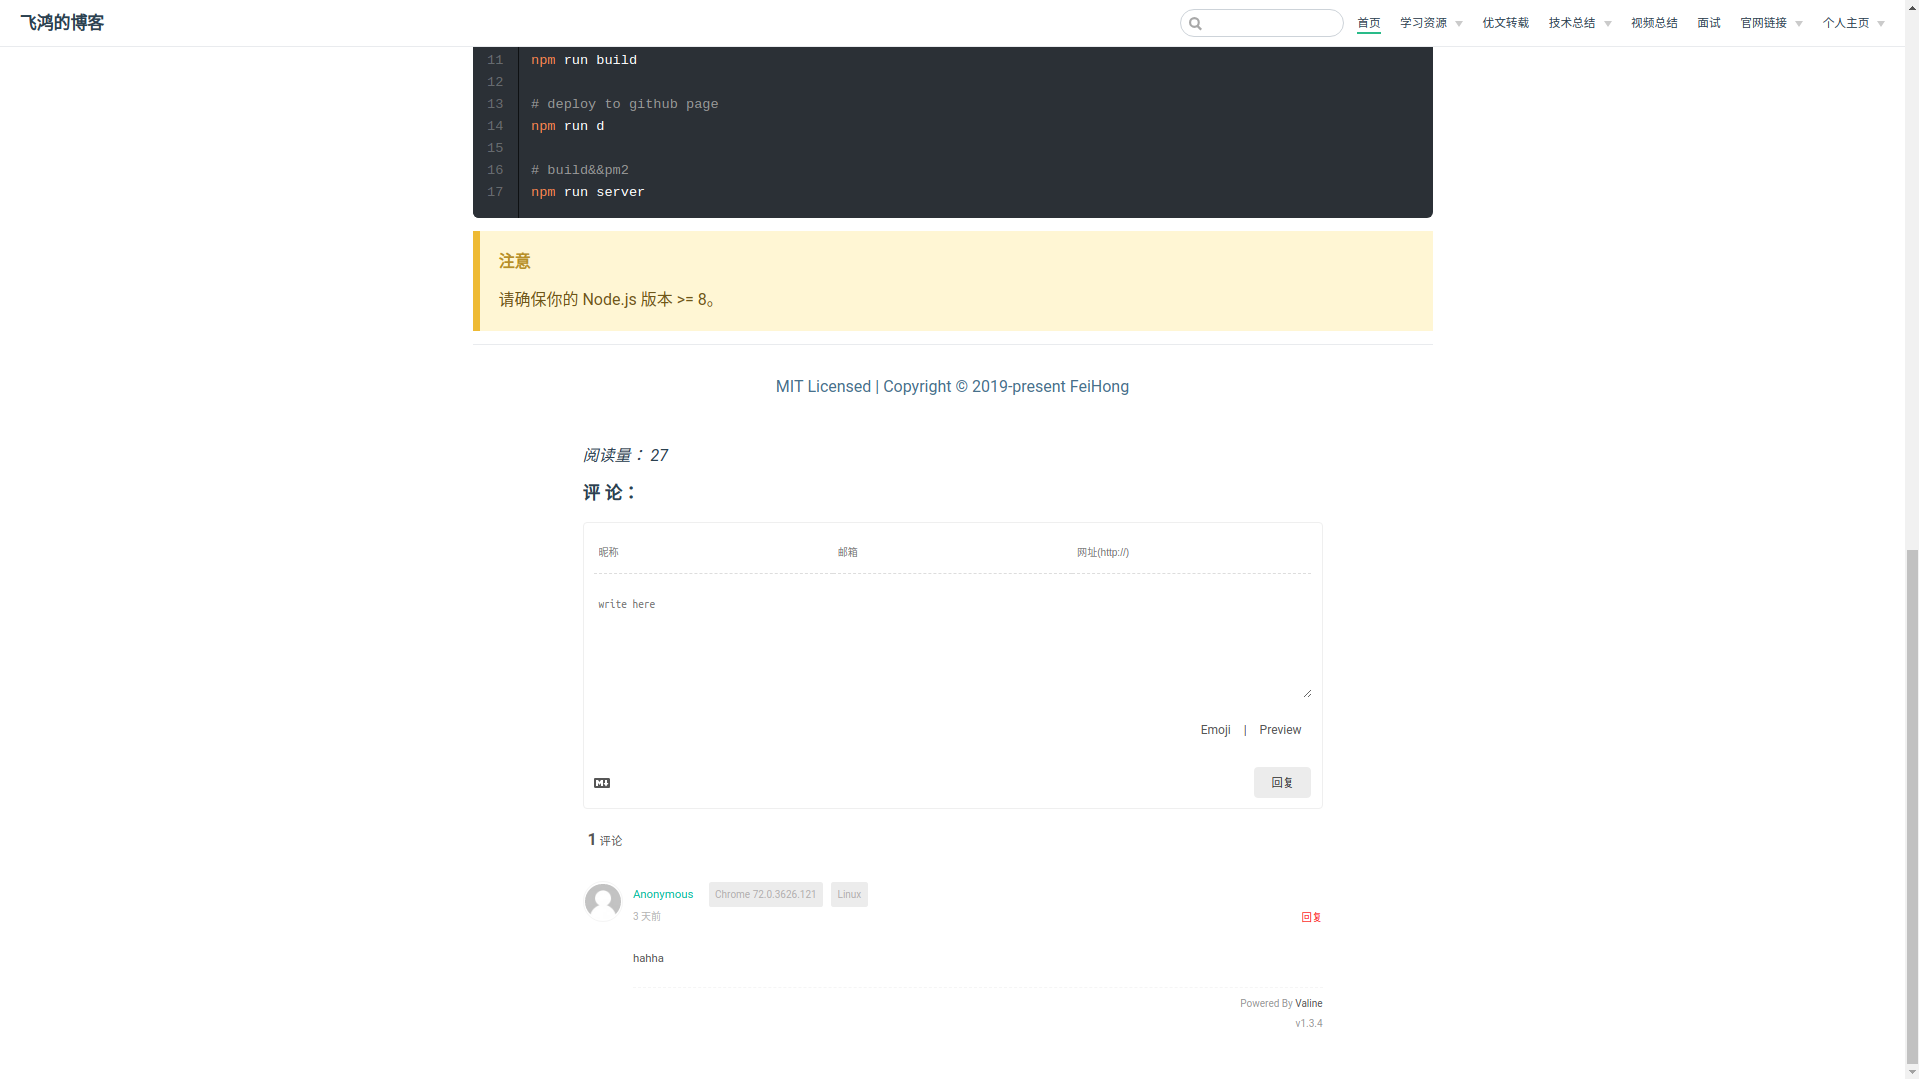 飞鸿的博客
首页 学习资源 优文转载 技术总结 视频总结 面试 官网链接 个人主页
11 npm run build
12
13 # deploy to github page
14 npm run d
15
16 # build&&pm2
17 npm run server
注意
请确保你的 Node.js 版本 >= 8。
MIT Licensed | Copyright © 2019-present FeiHong
阅读量： 27
评 论：
昵称 邮箱 网址(http://)
write here
Emoji | Preview
M 回复
1 评论
Anonymous Chrome 72.0.3626.121 Linux
3 天前 回复
hahha
Powered By Valine
v1.3.4